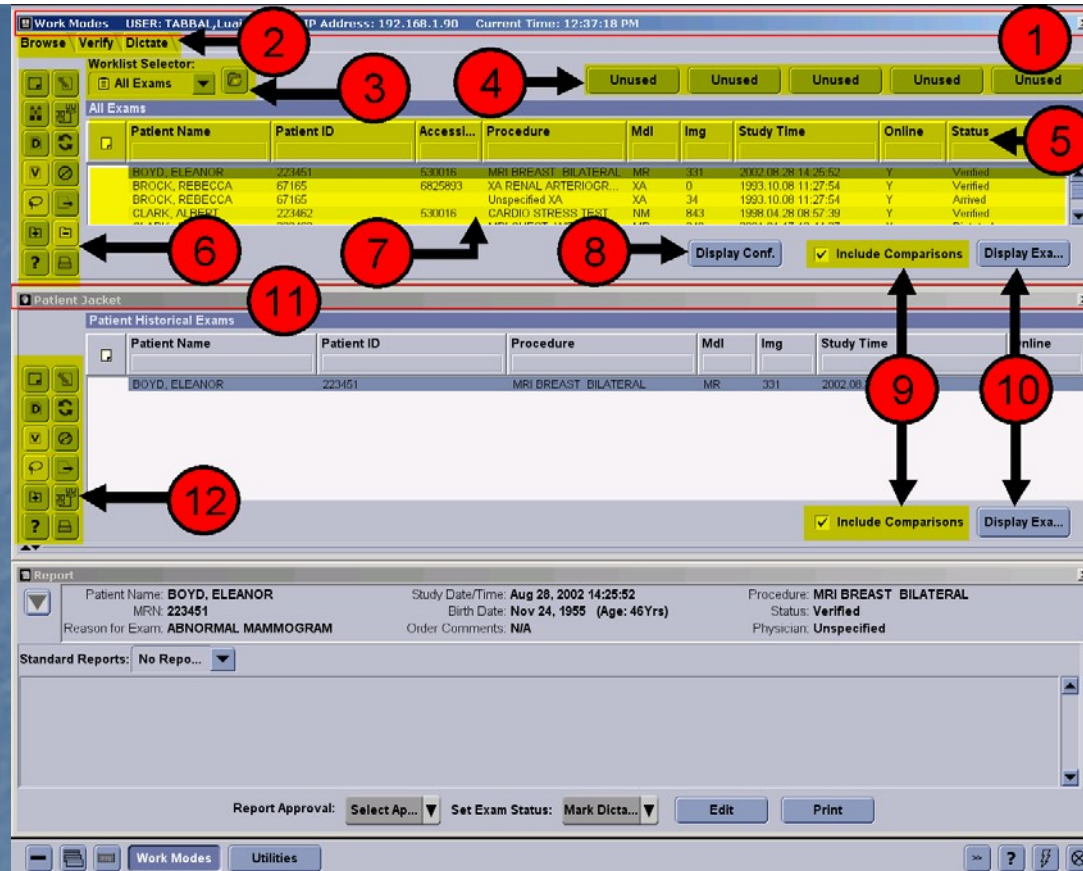 Work Modes USER: TABBAL,Luai IP Address: 192.168.1.90 Current Time: 12:37:18 PM
1
Browse Verify Dictate
2
Worklist Selector:
All Exams
3
4
Unused Unused Unused Unused Unused
All Exams
Patient Name Patient ID Accessi... Procedure Mdl Img Study Time Online Status
5
BOYD, ELEANOR 223451 530016 MRI BREAST BILATERAL MR 331 2002.08.28 14:25:52 Y Verified
BROCK, REBECCA 67165 6825893 XA RENAL ARTERIOGR... XA 0 1993.10.08 11:27:54 Y Verified
BROCK, REBECCA 67165 Unspecified XA XA 34 1993.10.08 11:27:54 Y Arrived
CLARK, ALBERT 223462 530016 CARDIO STRESS TEST NM 843 1998.04.28 08:57:39 Y Verified
D
V
?
6
7
8
Display Conf. Include Comparisons Display Exa...
Patient Jacket
11
Patient Historical Exams
Patient Name Patient ID Procedure Mdl Img Study Time Online
BOYD, ELEANOR 223451 MRI BREAST BILATERAL MR 331 2002.08
D
V
?
9
10
12
Include Comparisons Display Exa...
Report
Patient Name: BOYD, ELEANOR Study Date/Time: Aug 28, 2002 14:25:52 Procedure: MRI BREAST BILATERAL
MRN: 223451 Birth Date: Nov 24, 1955 (Age: 46Yrs) Status: Verified
Reason for Exam: ABNORMAL MAMMOGRAM Order Comments: N/A Physician: Unspecified
Standard Reports: No Repo...
Report Approval: Select Ap... Set Exam Status: Mark Dicta... Edit Print
Work Modes Utilities >> ?